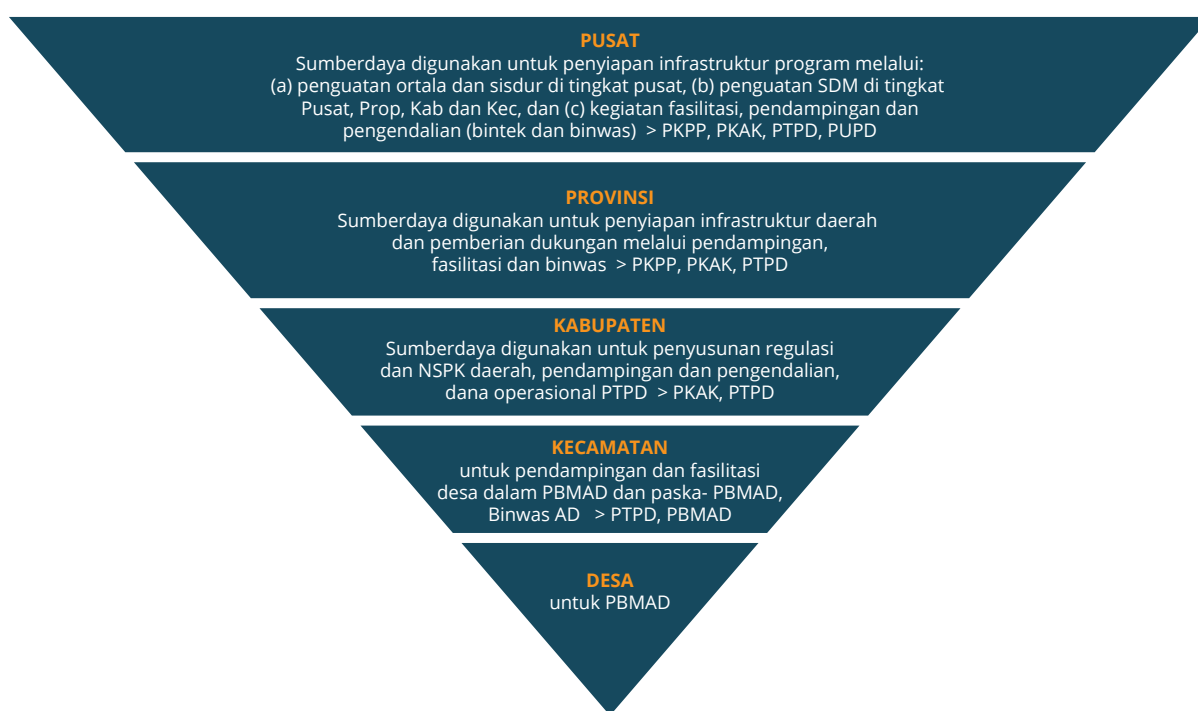 PUSAT
Sumberdaya digunakan untuk penyiapan infrastruktur program melalui:
(a) penguatan ortala dan sisdur di tingkat pusat, (b) penguatan SDM di tingkat
Pusat, Prop, Kab dan Kec, dan (c) kegiatan fasilitasi, pendampingan dan
pengendalian (bintek dan binwas) > PKPP, PKAK, PTPD, PUPD
PROVINSI
Sumberdaya digunakan untuk penyiapan infrastruktur daerah
dan pemberian dukungan melalui pendampingan,
fasilitasi dan binwas > PKPP, PKAK, PTPD
KABUPATEN
Sumberdaya digunakan untuk penyusunan regulasi
dan NSPK daerah, pendampingan dan pengendalian,
dana operasional PTPD > PKAK, PTPD
KECAMATAN
untuk pendampingan dan fasilitasi
desa dalam PBMAD dan paska- PBMAD,
Binwas AD > PTPD, PBMAD
DESA
untuk PBMAD